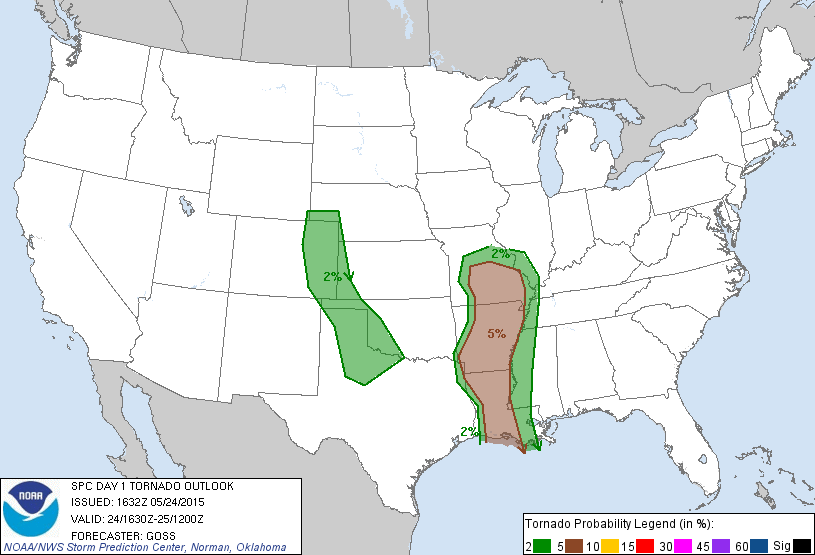 2%
2%
5%
2%
NOAA
SPC DAY 1 TORNADO OUTLOOK
ISSUED: 1632Z 05/24/2015
VALID: 24/1630Z-25/1200Z
FORECASTER: GOSS
NOAA/NWS Storm Prediction Center, Norman, Oklahoma
Tornado Probability Legend (in %):
2 5 10 15 30 45 60 Sig